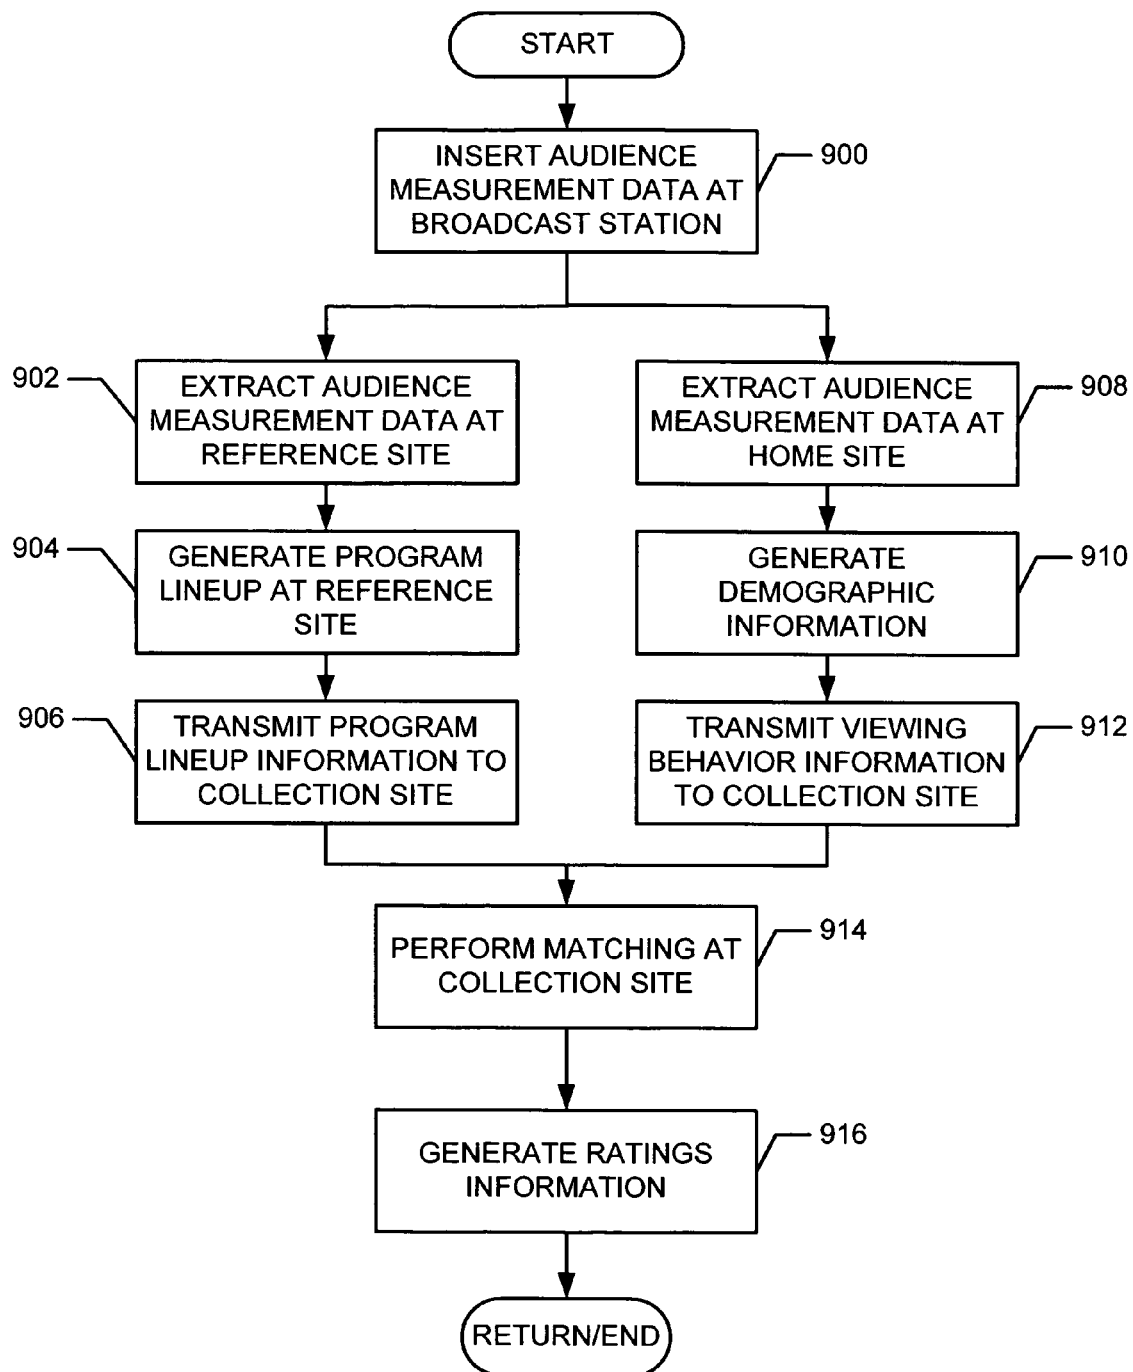 START
INSERT AUDIENCE
MEASUREMENT DATA AT
BROADCAST STATION
900
902
EXTRACT AUDIENCE
MEASUREMENT DATA AT
REFERENCE SITE
EXTRACT AUDIENCE
MEASUREMENT DATA AT
HOME SITE
908
904
GENERATE PROGRAM
LINEUP AT REFERENCE
SITE
GENERATE
DEMOGRAPHIC
INFORMATION
910
906
TRANSMIT PROGRAM
LINEUP INFORMATION TO
COLLECTION SITE
TRANSMIT VIEWING
BEHAVIOR INFORMATION
TO COLLECTION SITE
912
PERFORM MATCHING AT
COLLECTION SITE
914
GENERATE RATINGS
INFORMATION
916
RETURN/END